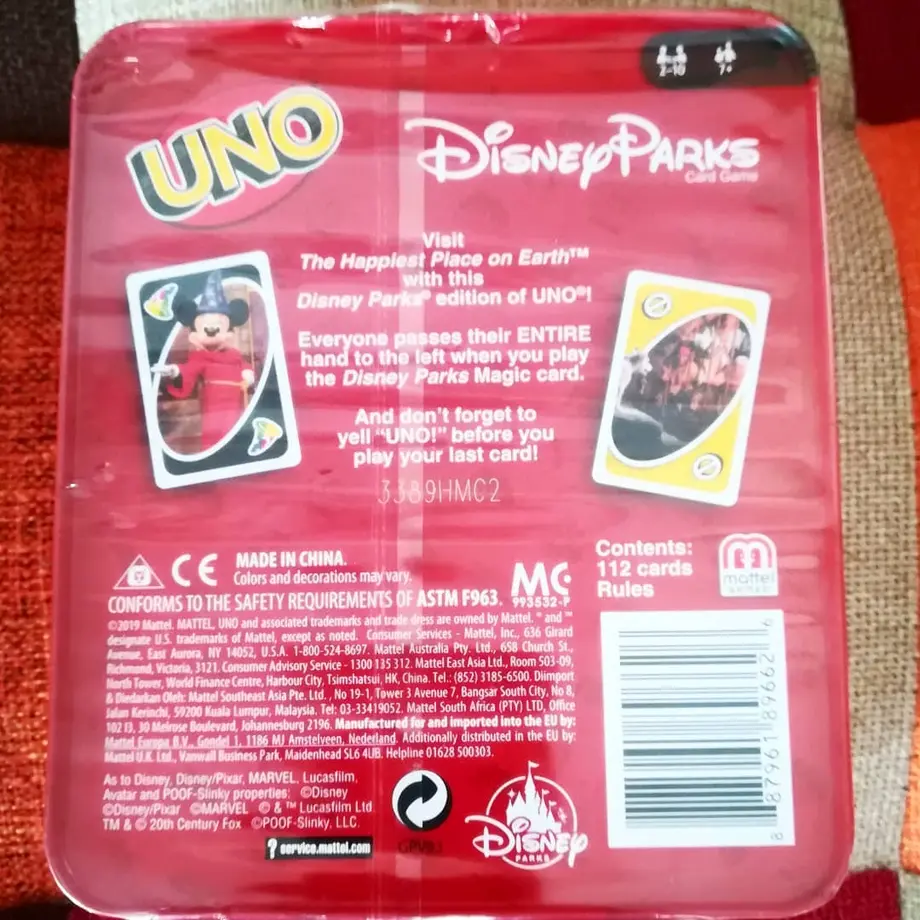 2-10 7+
UNO
Disney Parks
Card Game
Visit
The Happiest Place on Earth™
with this
Disney Parks® edition of UNO®!
Everyone passes their ENTIRE
hand to the left when you play
the Disney Parks Magic card.
And don't forget to
yell "UNO!" before you
play your last card!
3389HMC2
CE
MADE IN CHINA.
Colors and decorations may vary.
CONFORMS TO THE SAFETY REQUIREMENTS OF ASTM F963.
MC
993532-P
©2019 Mattel. MATTEL, UNO and associated trademarks and trade dress are owned by Mattel. ® and ™
designate U.S. trademarks of Mattel, except as noted. Consumer Services - Mattel, Inc., 636 Girard
Avenue, East Aurora, NY 14052, U.S.A. 1-800-524-8697. Mattel Australia Pty. Ltd., 658 Church St.,
Richmond, Victoria, 3121. Consumer Advisory Service - 1300 135 312. Mattel East Asia Ltd., Room 503-09,
North Tower, World Finance Centre, Harbour City, Tsimshatsui, HK, China. Tel.: (852) 3185-6500. Diimport
& Diedarkan Oleh: Mattel Southeast Asia Pte. Ltd., No 19-1, Tower 3 Avenue 7, Bangsar South City, No 8,
Jalan Kerinchi, 59200 Kuala Lumpur, Malaysia. Tel: 03-33419052. Mattel South Africa (PTY) LTD, Office
102 I3, 30 Melrose Boulevard, Johannesburg 2196. Manufactured for and imported into the EU by:
Mattel Europa B.V., Gondel 1, 1186 MJ Amstelveen, Nederland. Additionally distributed in the EU by:
Mattel U.K. Ltd., Vanwall Business Park, Maidenhead SL6 4UB. Helpline 01628 500303.
As to Disney, Disney/Pixar, MARVEL, Lucasfilm,
Avatar and POOF-Slinky properties: ©Disney
©Disney/Pixar ©MARVEL © & ™ Lucasfilm Ltd
TM & © 20th Century Fox ©POOF-Slinky, LLC.
? service.mattel.com
Disney
PARKS
Contents:
112 cards
Rules
mattel
8 87961 89662 6